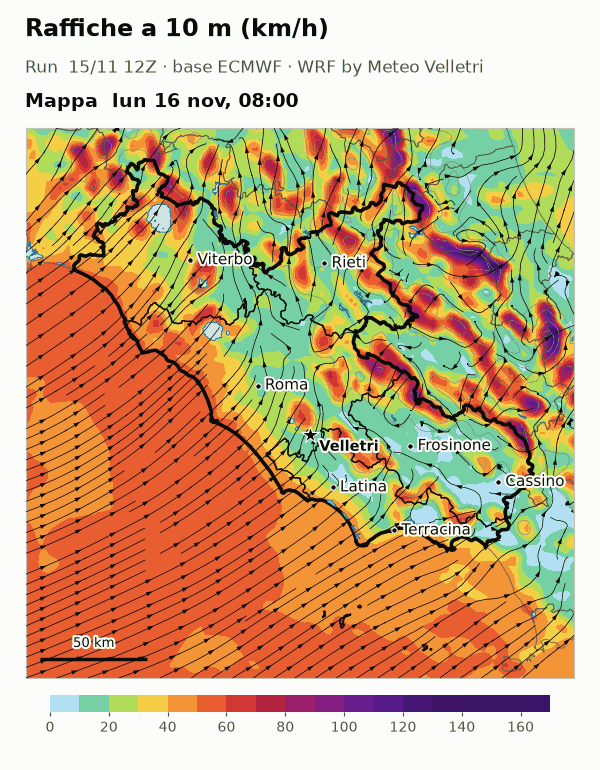 Raffiche a 10 m (km/h)
Run  15/11 12Z · base ECMWF · WRF by Meteo Velletri
Mappa  lun 16 nov, 08:00
Viterbo
Rieti
Roma
Velletri
Frosinone
Latina
Cassino
Terracina
50 km
0 20 40 60 80 100 120 140 160